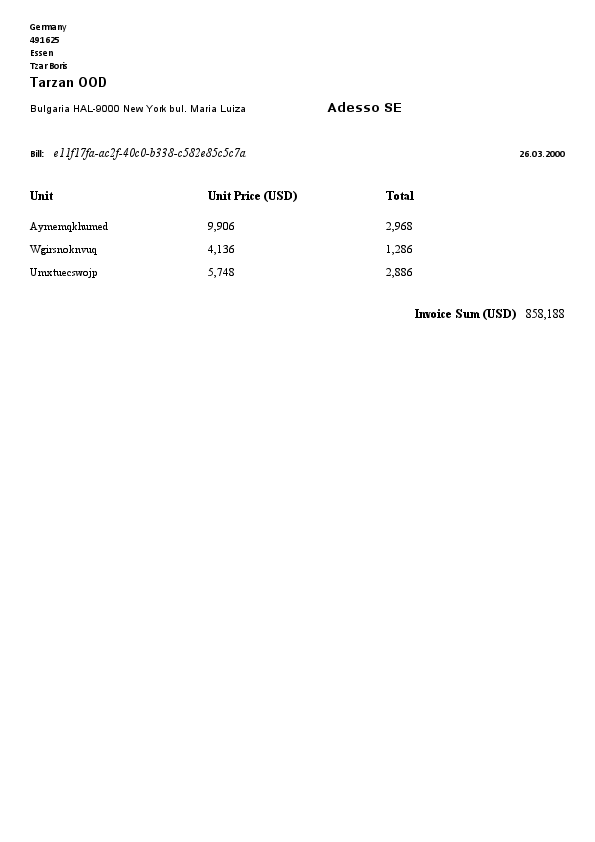 Germany
491625
Essen
Tzar Boris
Tarzan OOD
Bulgaria HAL-9000 New York bul. Maria Luiza Adesso SE
Bill: e11f17fa-ac2f-40c0-b338-c582e85c5c7a 26.03.2000
Unit Unit Price (USD) Total
Aymemqkhumed 9,906 2,968
Wgirsnoknvuq 4,136 1,286
Umxtuecswojp 5,748 2,886
Invoice Sum (USD) 858,188